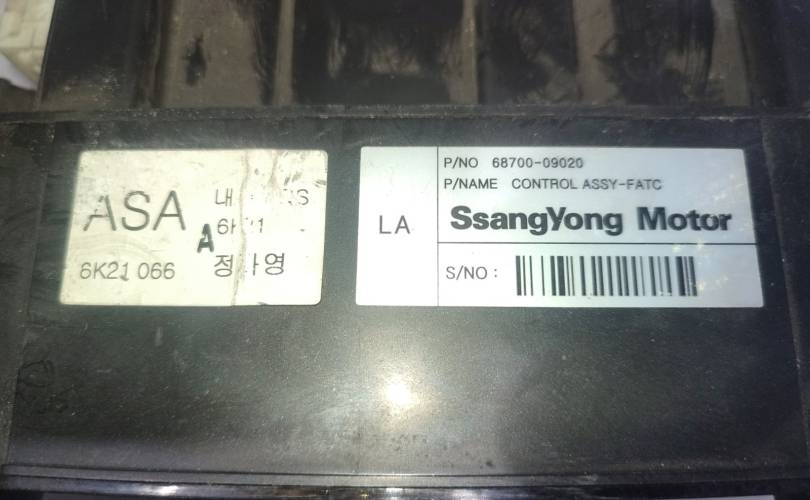 ASA
A
6K21 066
LA
P/NO 68700-09020
P/NAME CONTROL ASSY-FATC
SsangYong Motor
S/NO :